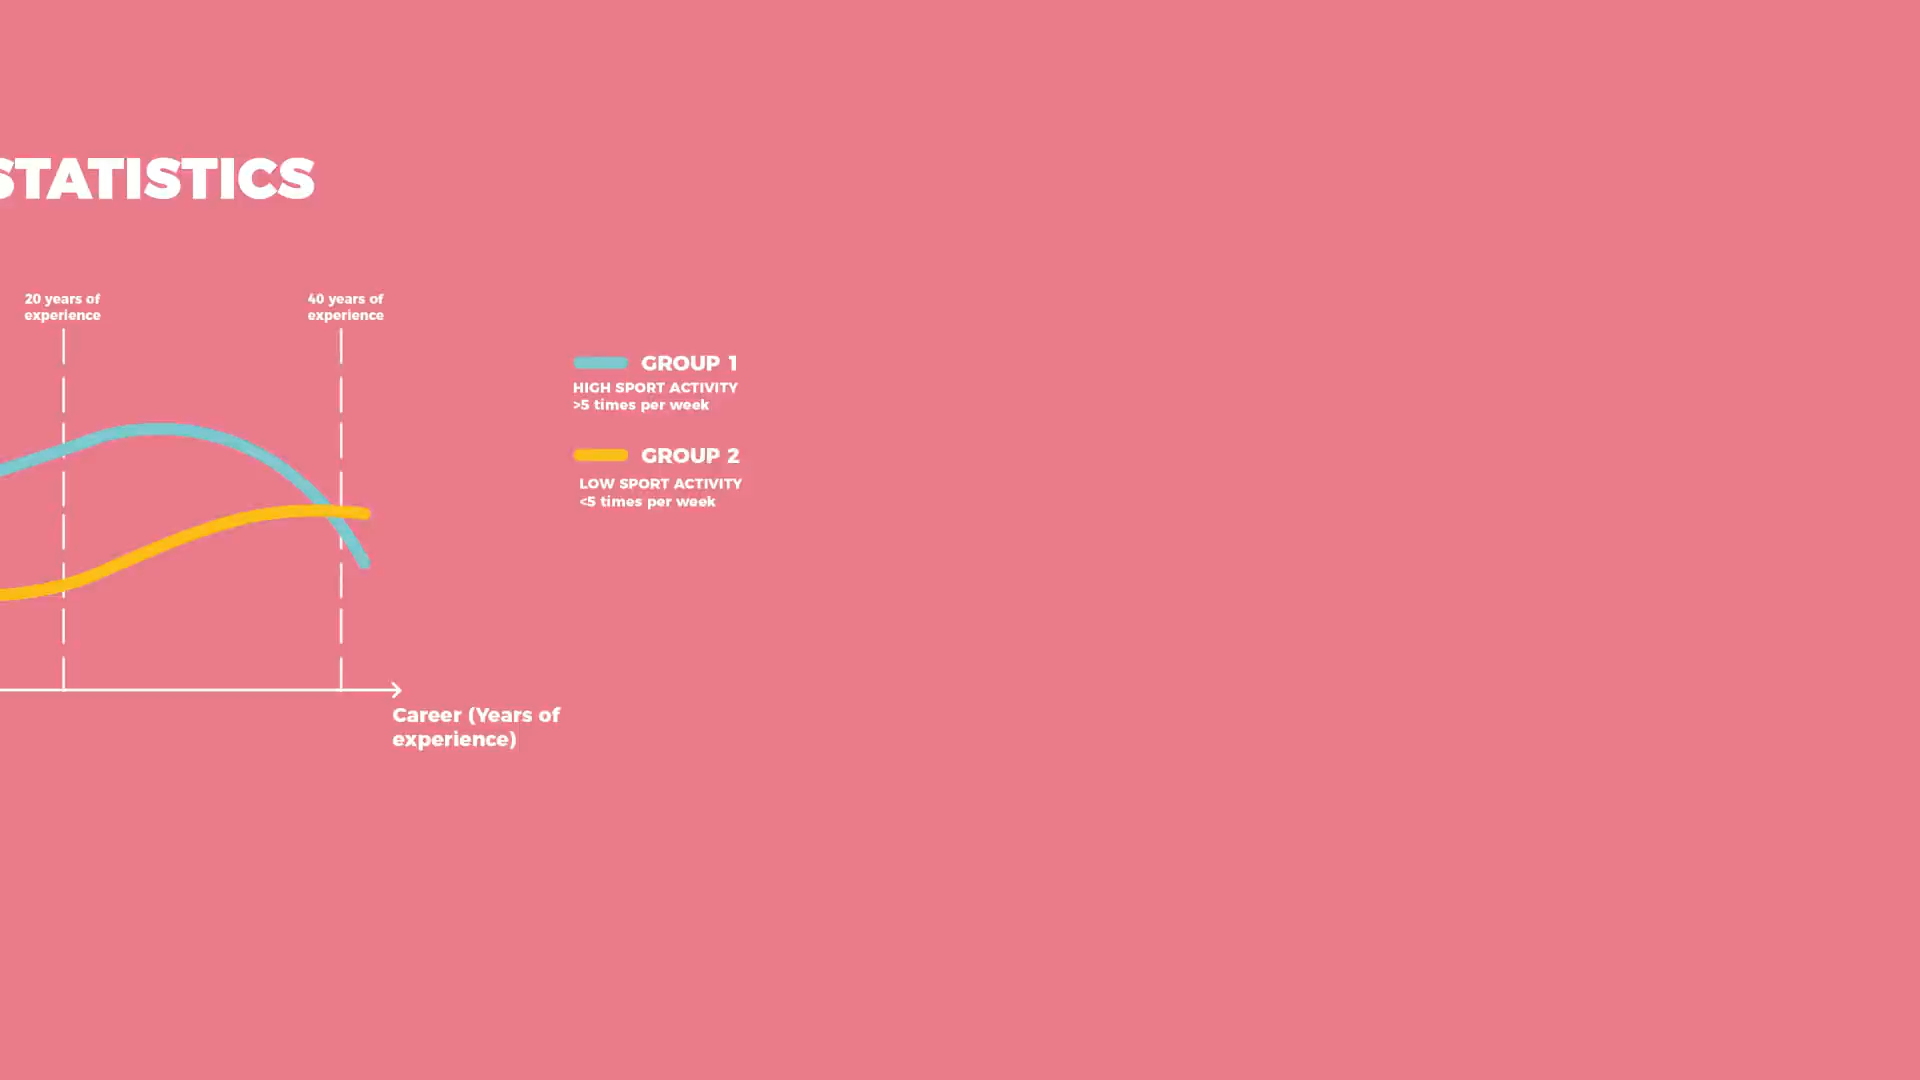 STATISTICS
20 years of
experience
40 years of
experience
GROUP 1
HIGH SPORT ACTIVITY
>5 times per week
GROUP 2
LOW SPORT ACTIVITY
<5 times per week
Career (Years of
experience)